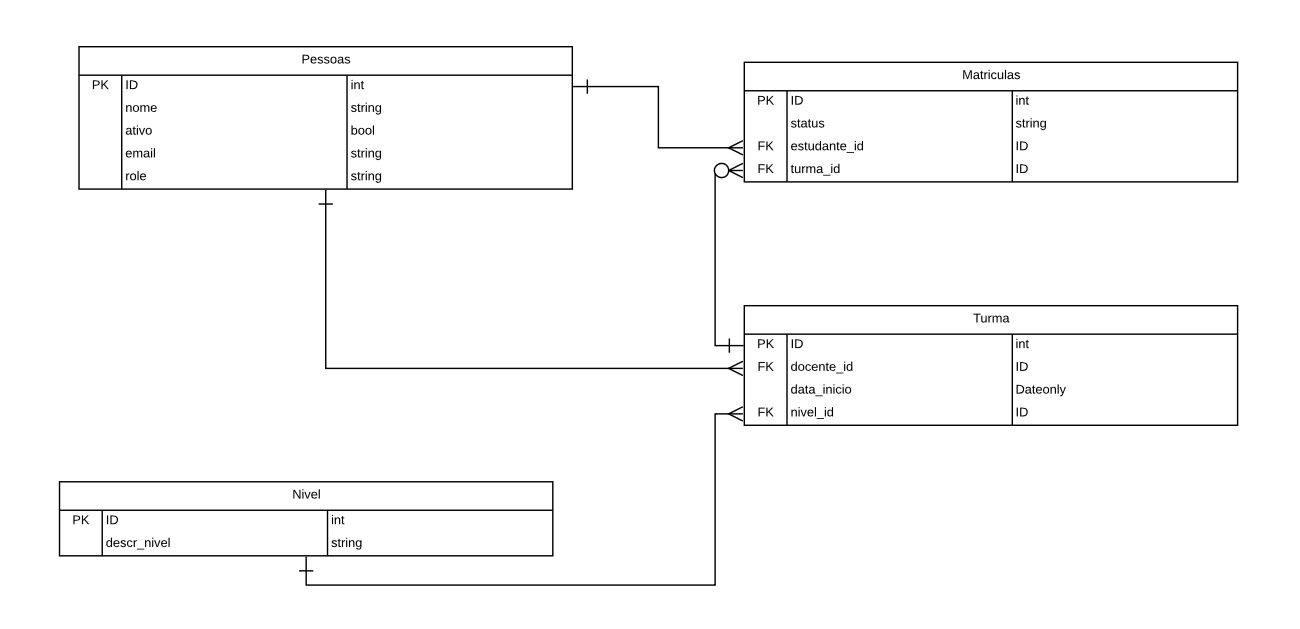 Pessoas
PK ID int
nome string
ativo bool
email string
role string
Matriculas
PK ID int
status string
FK estudante_id ID
FK turma_id ID
Turma
PK ID int
FK docente_id ID
data_inicio Dateonly
FK nivel_id ID
Nivel
PK ID int
descr_nivel string